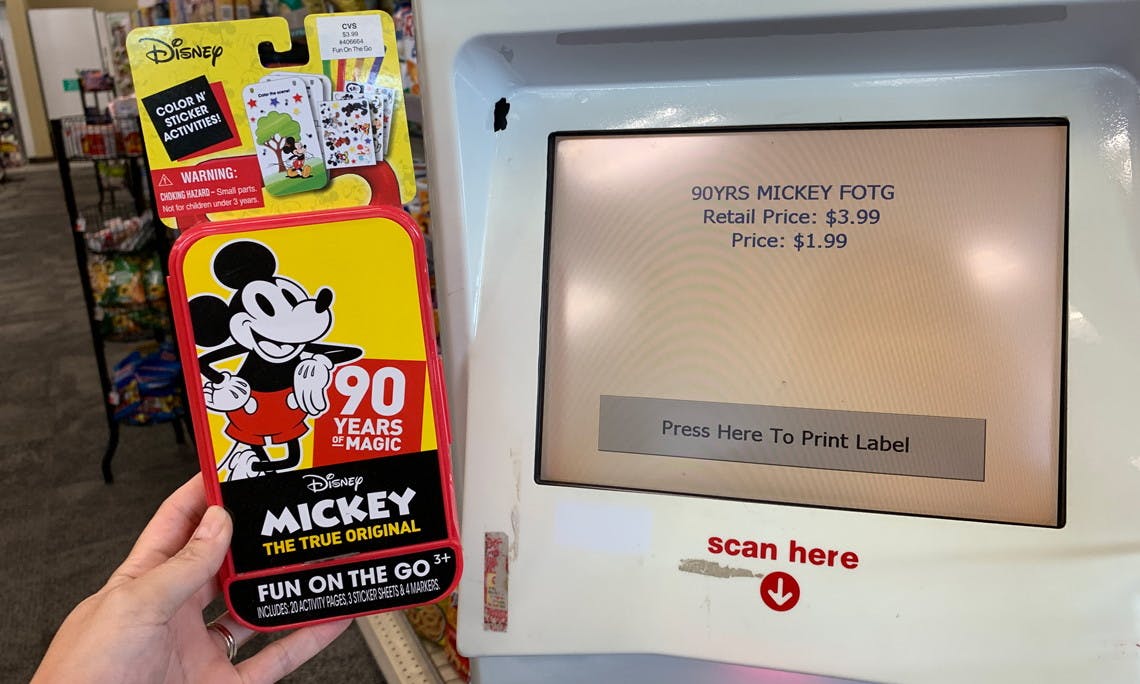 Disney
CVS
$3.99
#406664
Fun On The Go
COLOR N'
STICKER
ACTIVITIES!
Color the scene!
WARNING:
CHOKING HAZARD – Small parts.
Not for children under 3 years.
90
YEARS
OF MAGIC
Disney
MICKEY
THE TRUE ORIGINAL
FUN ON THE GO 3+
INCLUDES: 20 ACTIVITY PAGES, 3 STICKER SHEETS & 4 MARKERS.
90YRS MICKEY FOTG
Retail Price: $3.99
Price: $1.99
Press Here To Print Label
scan here